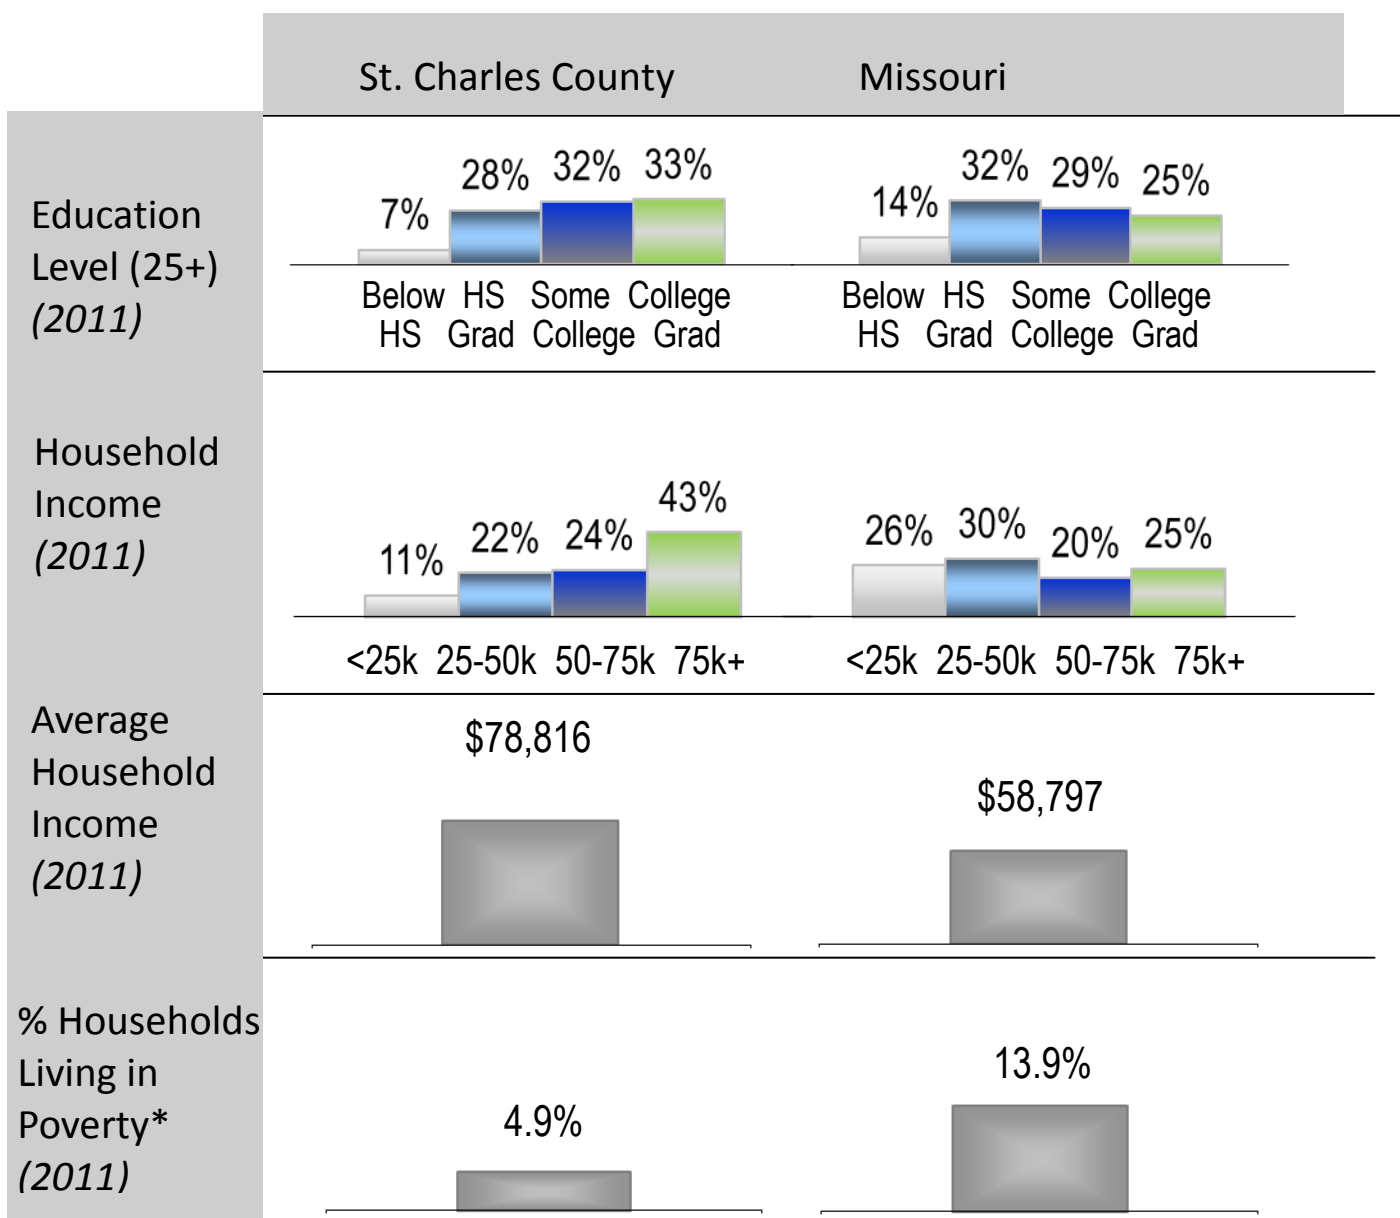 St. Charles County Missouri
Education
Level (25+)
(2011)
7% 28% 32% 33%
Below HS Some College
HS Grad College Grad
14% 32% 29% 25%
Below HS Some College
HS Grad College Grad
Household
Income
(2011)
11% 22% 24% 43%
<25k 25-50k 50-75k 75k+
26% 30% 20% 25%
<25k 25-50k 50-75k 75k+
Average
Household
Income
(2011)
$78,816
$58,797
% Households
Living in
Poverty*
(2011)
4.9%
13.9%